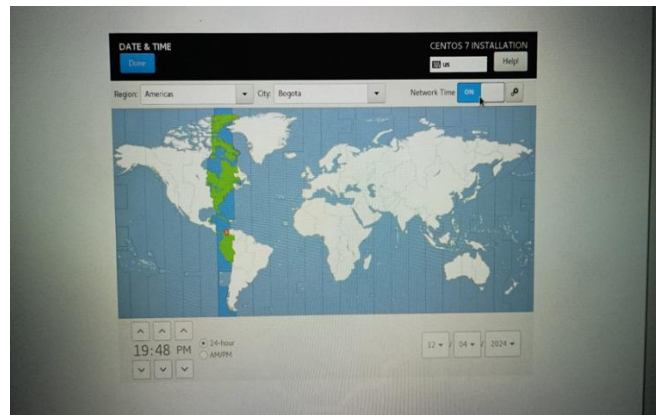 DATE & TIME
CENTOS 7 INSTALLATION
Done
us
Help!
Region: Americas City: Bogota Network Time ON
19:48 PM
24-hour
AM/PM
12 / 04 / 2024